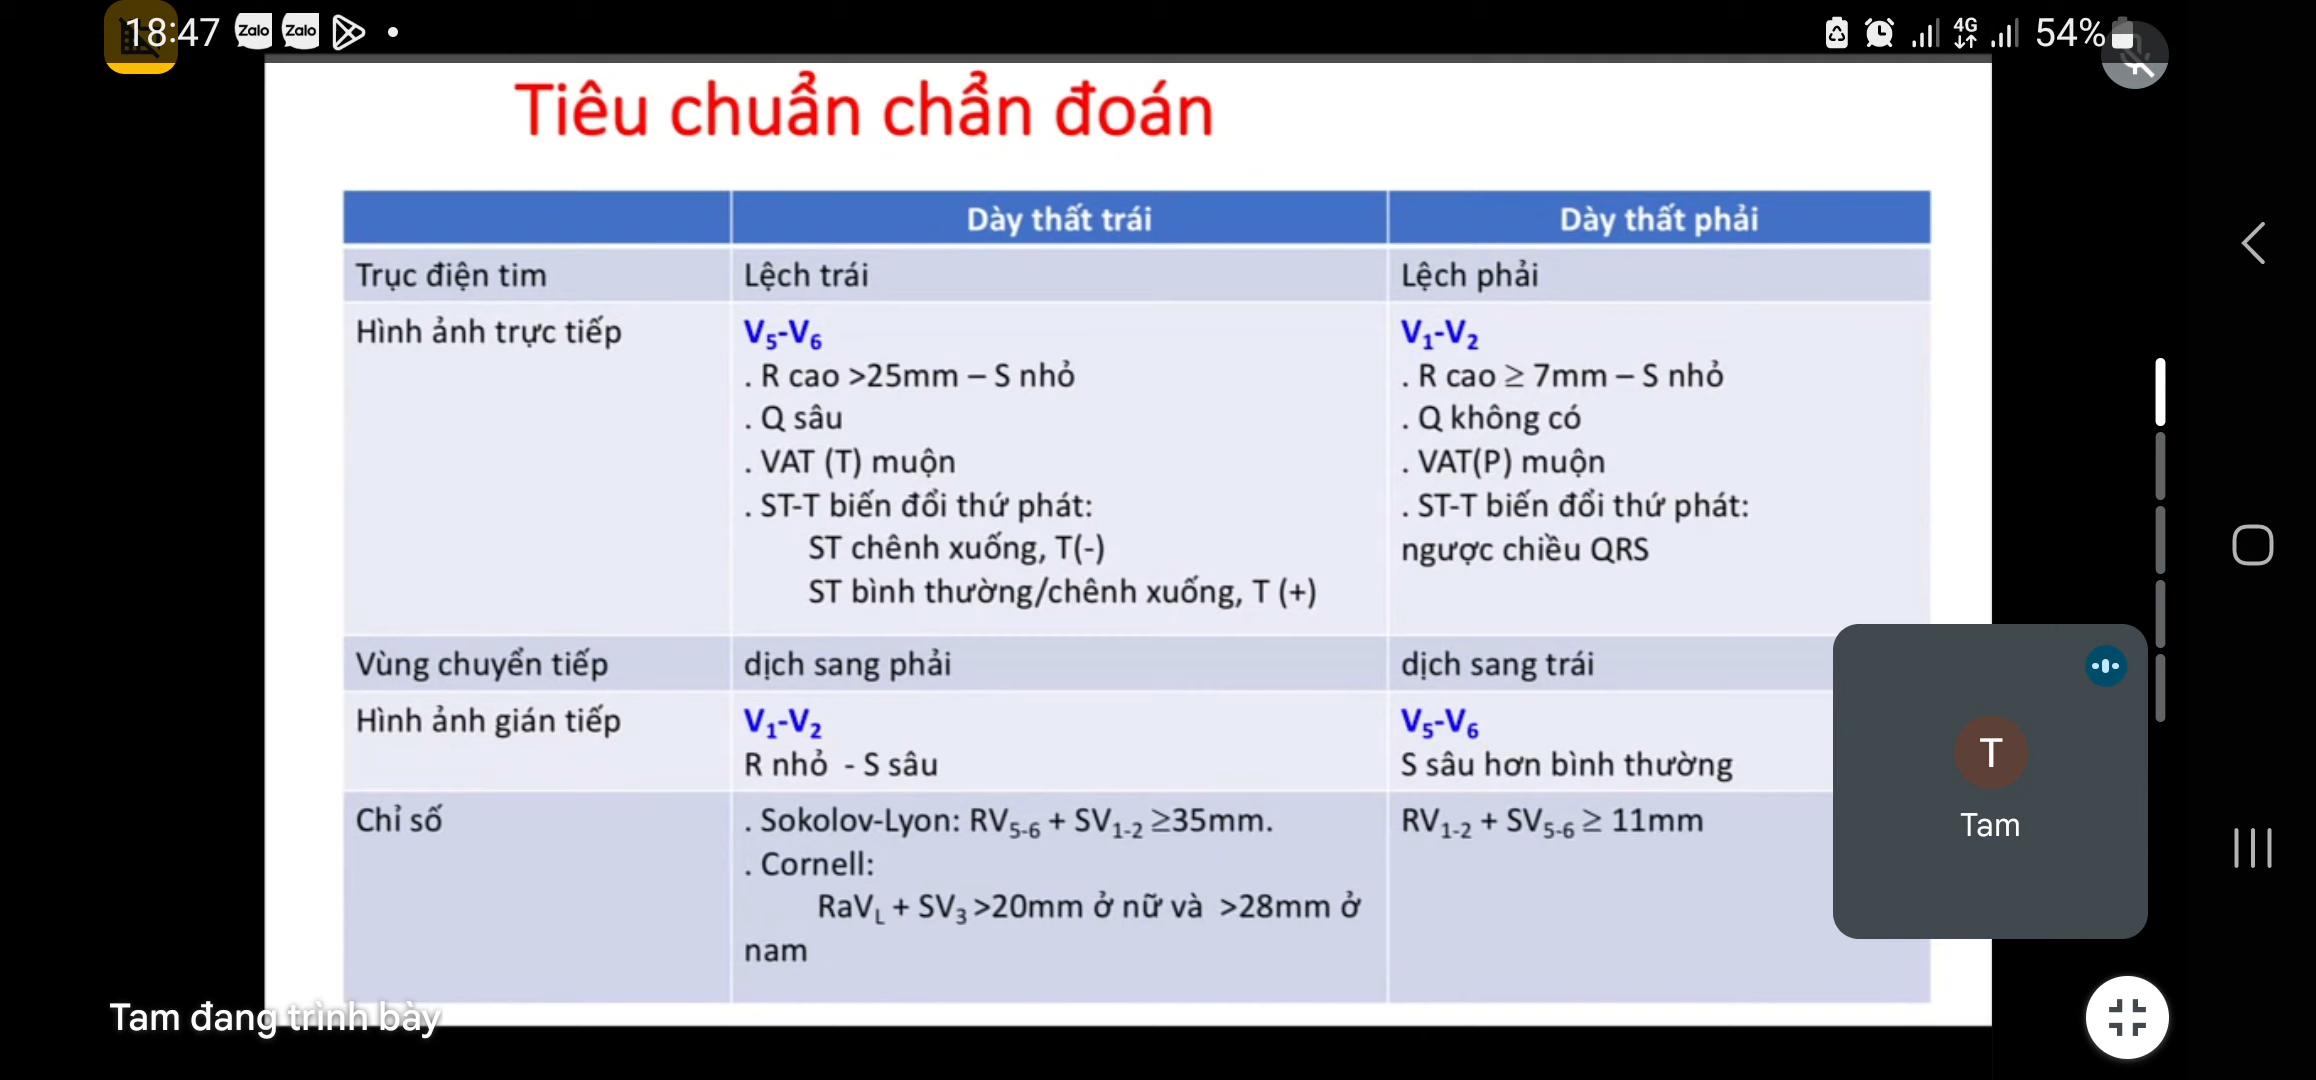 18:47 Zalo Zalo
4G 54%
Tiêu chuẩn chẩn đoán
Dày thất trái Dày thất phải
Trục điện tim Lệch trái Lệch phải
Hình ảnh trực tiếp V5-V6 V1-V2
. R cao >25mm – S nhỏ . R cao ≥ 7mm – S nhỏ
. Q sâu . Q không có
. VAT (T) muộn . VAT(P) muộn
. ST-T biến đổi thứ phát: . ST-T biến đổi thứ phát:
ST chênh xuống, T(-) ngược chiều QRS
ST bình thường/chênh xuống, T (+)
Vùng chuyển tiếp dịch sang phải dịch sang trái
Hình ảnh gián tiếp V1-V2 V5-V6
R nhỏ - S sâu S sâu hơn bình thường
Chỉ số . Sokolov-Lyon: RV5-6 + SV1-2 ≥35mm. RV1-2 + SV5-6 ≥ 11mm
. Cornell:
RaVL + SV3 >20mm ở nữ và >28mm ở
nam
T
Tam
Tam đang trình bày